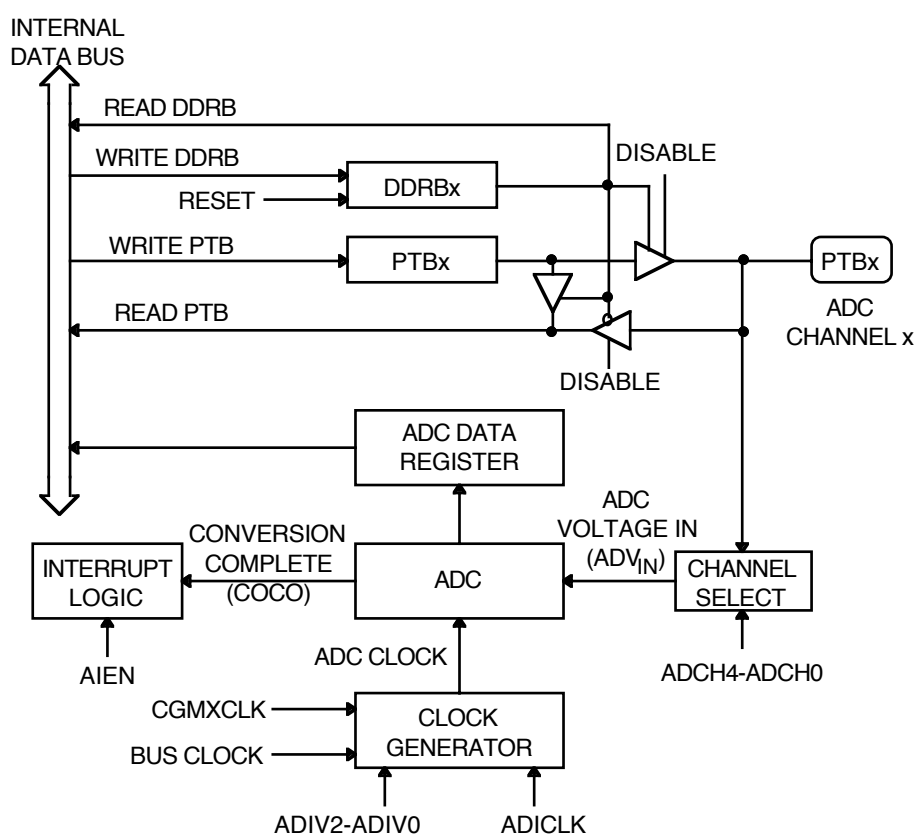 INTERNAL
DATA BUS
READ DDRB
WRITE DDRB
DISABLE
DDRBx
RESET
WRITE PTB
PTBx
PTBx
READ PTB
ADC
CHANNEL x
DISABLE
ADC DATA
REGISTER
ADC
VOLTAGE IN
(ADVIN)
CONVERSION
COMPLETE
(COCO)
INTERRUPT
LOGIC
ADC
CHANNEL
SELECT
AIEN
ADC CLOCK
ADCH4-ADCH0
CGMXCLK
CLOCK
GENERATOR
BUS CLOCK
ADIV2-ADIV0
ADICLK